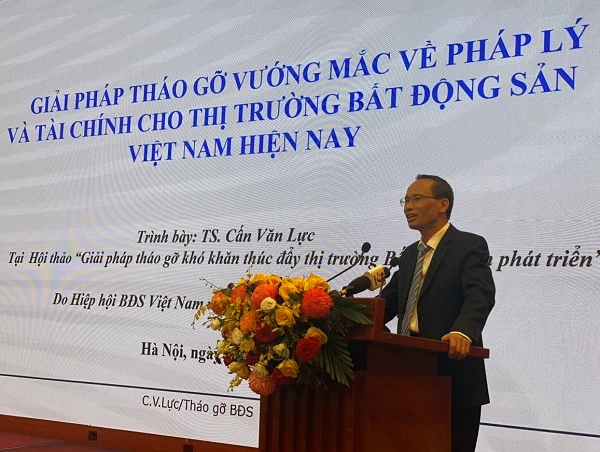 GIẢI PHÁP THÁO GỠ VƯỚNG MẮC VỀ PHÁP LÝ
VÀ TÀI CHÍNH CHO THỊ TRƯỜNG BẤT ĐỘNG SẢN
VIỆT NAM HIỆN NAY
Trình bày: TS. Cấn Văn Lực
Tại Hội thảo “Giải pháp tháo gỡ khó khăn thúc đẩy thị trường phát triển”
Do Hiệp hội BĐS Việt Nam
Hà Nội, ngày
C.V.Lực/Tháo gỡ BĐS